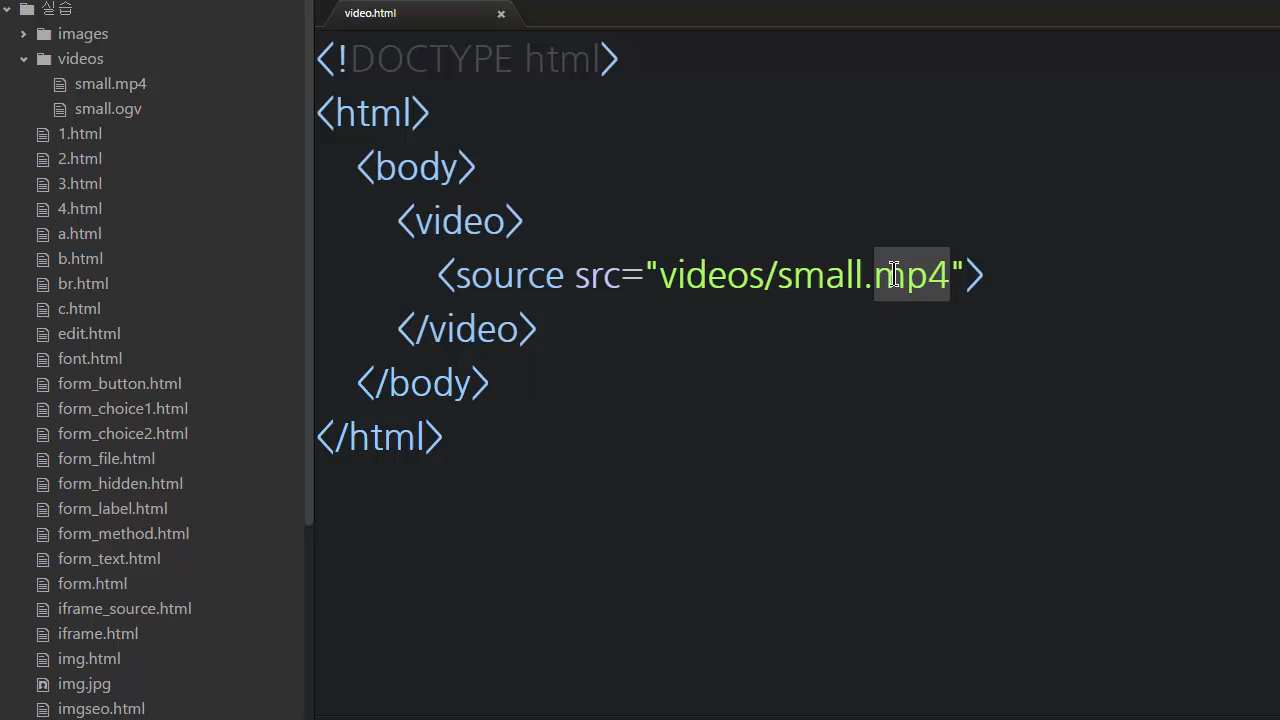 실습
images
videos
small.mp4
small.ogv
1.html
2.html
3.html
4.html
a.html
b.html
br.html
c.html
edit.html
font.html
form_button.html
form_choice1.html
form_choice2.html
form_file.html
form_hidden.html
form_label.html
form_method.html
form_text.html
form.html
iframe_source.html
iframe.html
img.html
img.jpg
imgseo.html
video.html
<!DOCTYPE html>
<html>
<body>
<video>
<source src="videos/small.mp4">
</video>
</body>
</html>